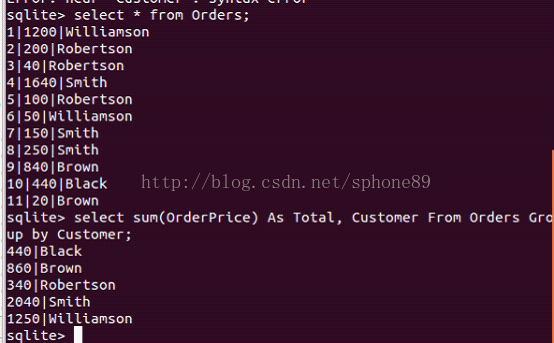 Error: near "Customer": syntax error
sqlite> select * from Orders;
1|1200|Williamson
2|200|Robertson
3|40|Robertson
4|1640|Smith
5|100|Robertson
6|50|Williamson
7|150|Smith
8|250|Smith
9|840|Brown
10|440|Black
http://blog.csdn.net/sphone89
11|20|Brown
sqlite> select sum(OrderPrice) As Total, Customer From Orders Gro
up by Customer;
440|Black
860|Brown
340|Robertson
2040|Smith
1250|Williamson
sqlite>